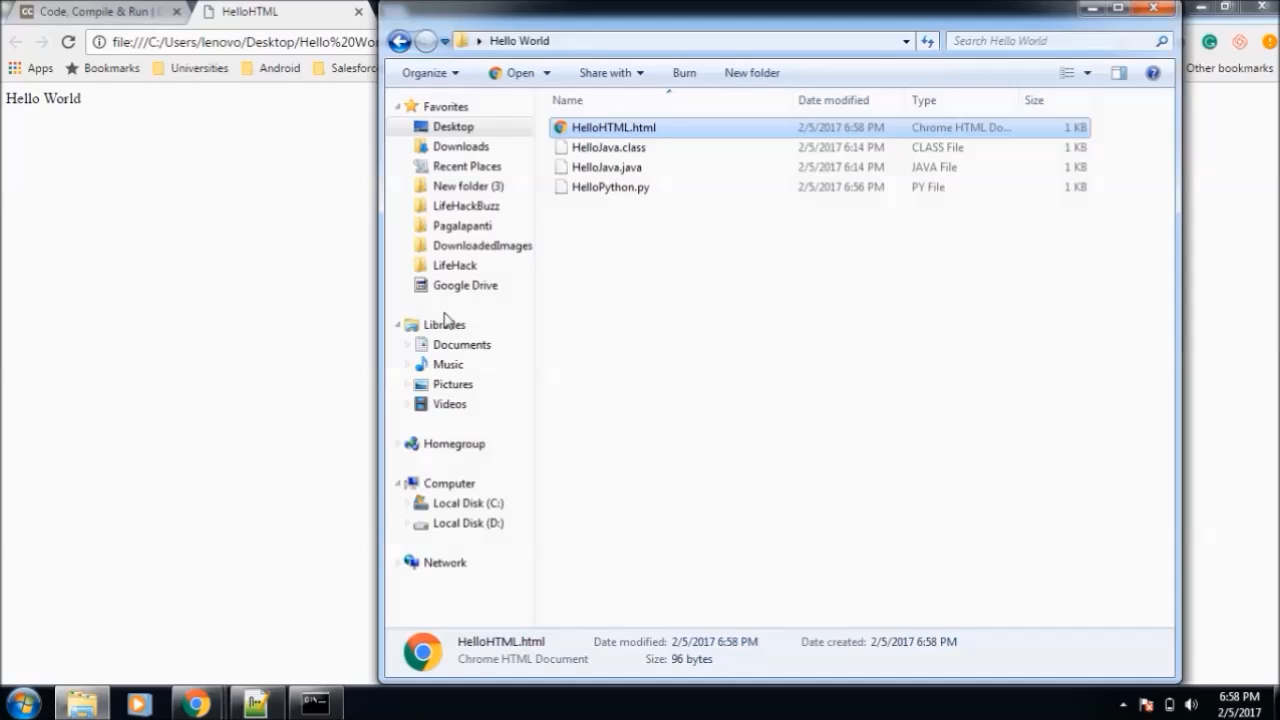 Code, Compile & Run |
HelloHTML
file:///C:/Users/lenovo/Desktop/Hello%20Wor
Apps
Bookmarks
Universities
Android
Salesforc
Other bookmarks
Hello World
Hello World
Search Hello World
Organize
Open
Share with
Burn
New folder
Favorites
Desktop
Downloads
Recent Places
New folder (3)
LifeHackBuzz
Pagalapanti
DownloadedImages
LifeHack
Google Drive
Libraries
Documents
Music
Pictures
Videos
Homegroup
Computer
Local Disk (C:)
Local Disk (D:)
Network
Name Date modified Type Size
HelloHTML.html 2/5/2017 6:58 PM Chrome HTML Do... 1 KB
HelloJava.class 2/5/2017 6:14 PM CLASS File 1 KB
HelloJava.java 2/5/2017 6:14 PM JAVA File 1 KB
HelloPython.py 2/5/2017 6:56 PM PY File 1 KB
HelloHTML.html Date modified: 2/5/2017 6:58 PM Date created: 2/5/2017 6:58 PM
Chrome HTML Document Size: 96 bytes
6:58 PM
2/5/2017